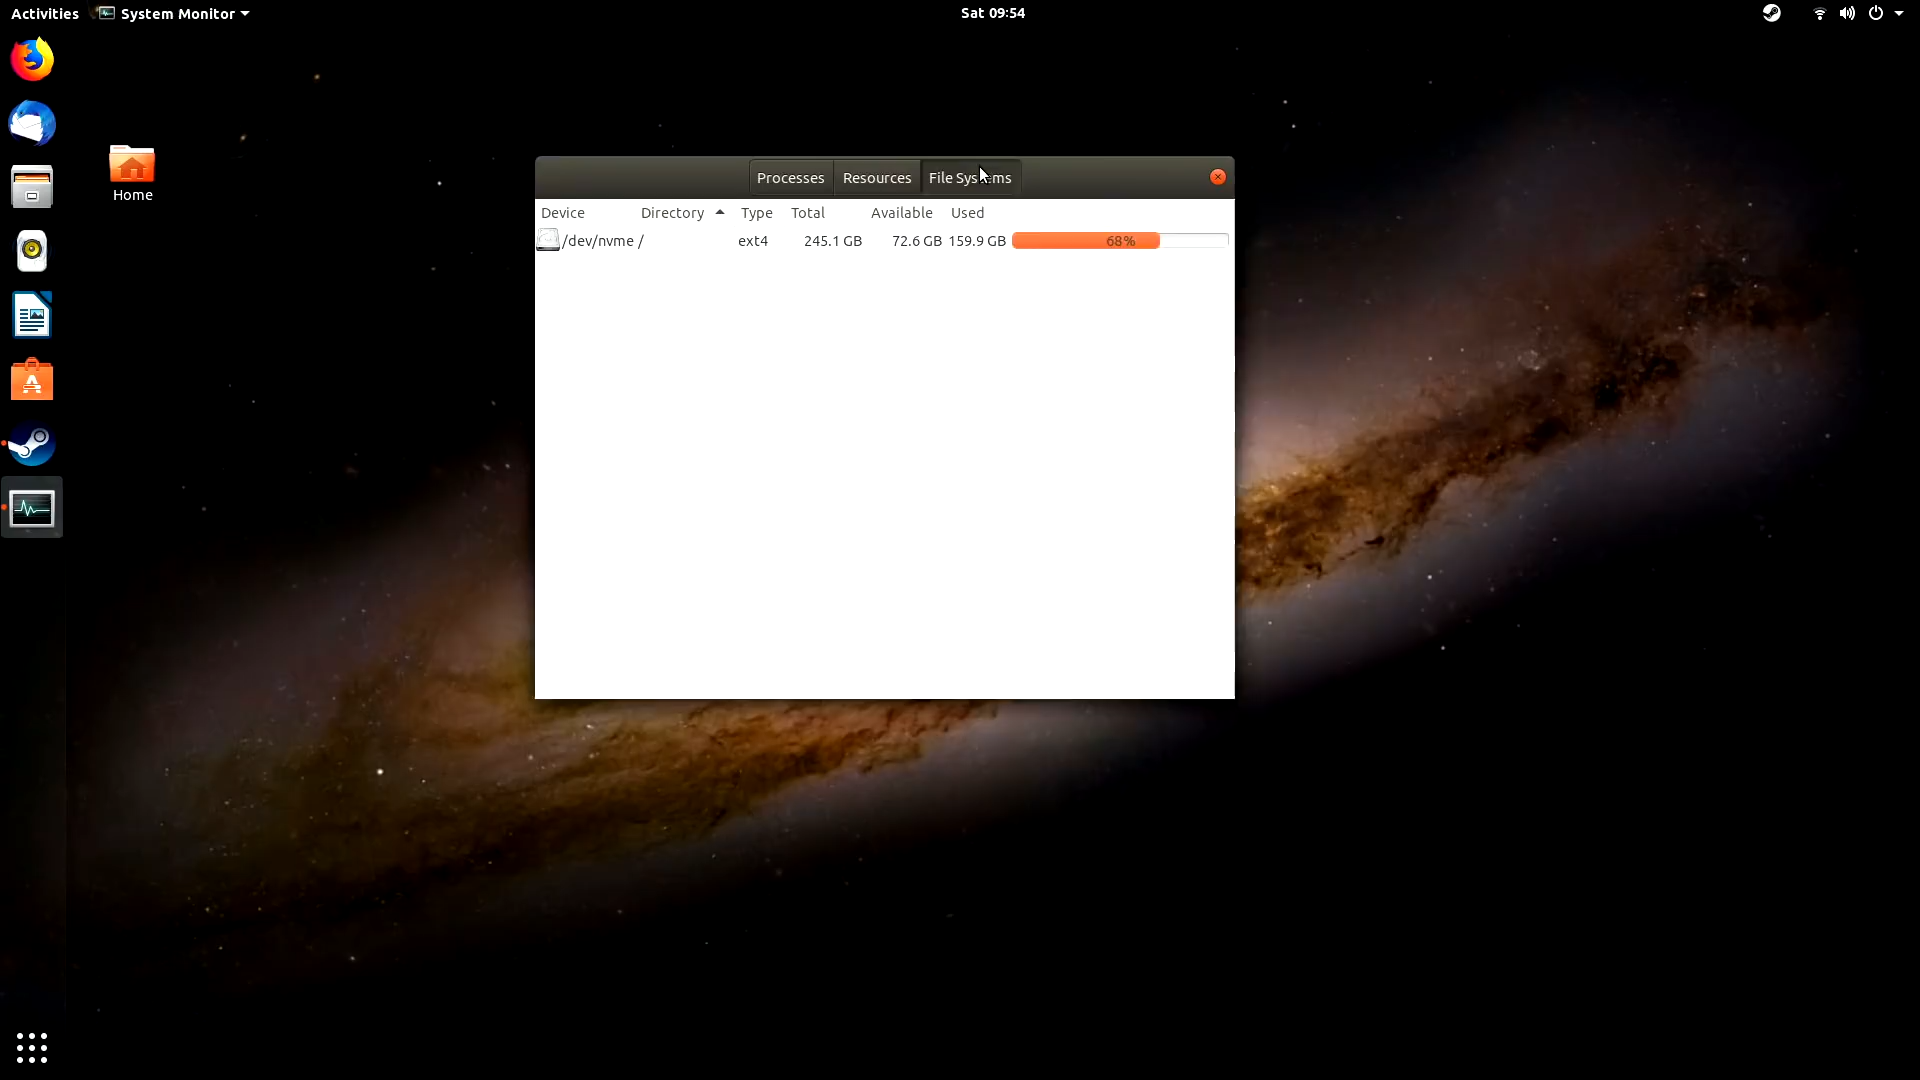 Activities System Monitor Sat 09:54
Home
Processes Resources File Systems
Device Directory Type Total Available Used
/dev/nvme / ext4 245.1 GB 72.6 GB 159.9 GB 68%